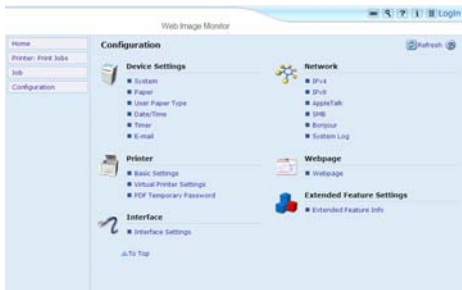 Login
Web Image Monitor
Home
Printer: Print Jobs
Job
Configuration
Configuration
Refresh
Device Settings
System
Paper
User Paper Type
Date/Time
Timer
E-mail
Network
IPv4
IPv6
AppleTalk
SMB
Bonjour
System Log
Printer
Basic Settings
Virtual Printer Settings
PDF Temporary Password
Webpage
Webpage
Extended Feature Settings
Extended Feature Info
Interface
Interface Settings
To Top